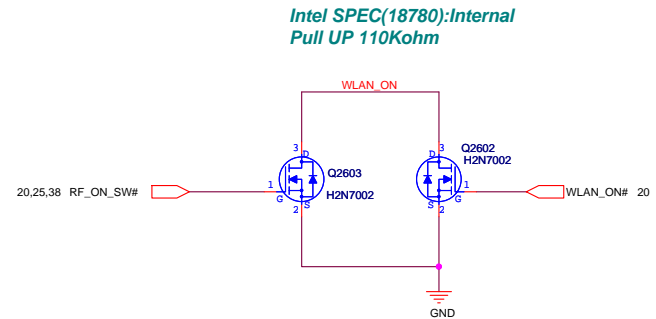 Intel SPEC(18780):Internal
Pull UP 110Kohm
WLAN_ON
3
D
Q2603
1
G
H2N7002
2
S
3
D
Q2602
H2N7002
1
G
2
S
20,25,38 RF_ON_SW#
WLAN_ON# 20
GND